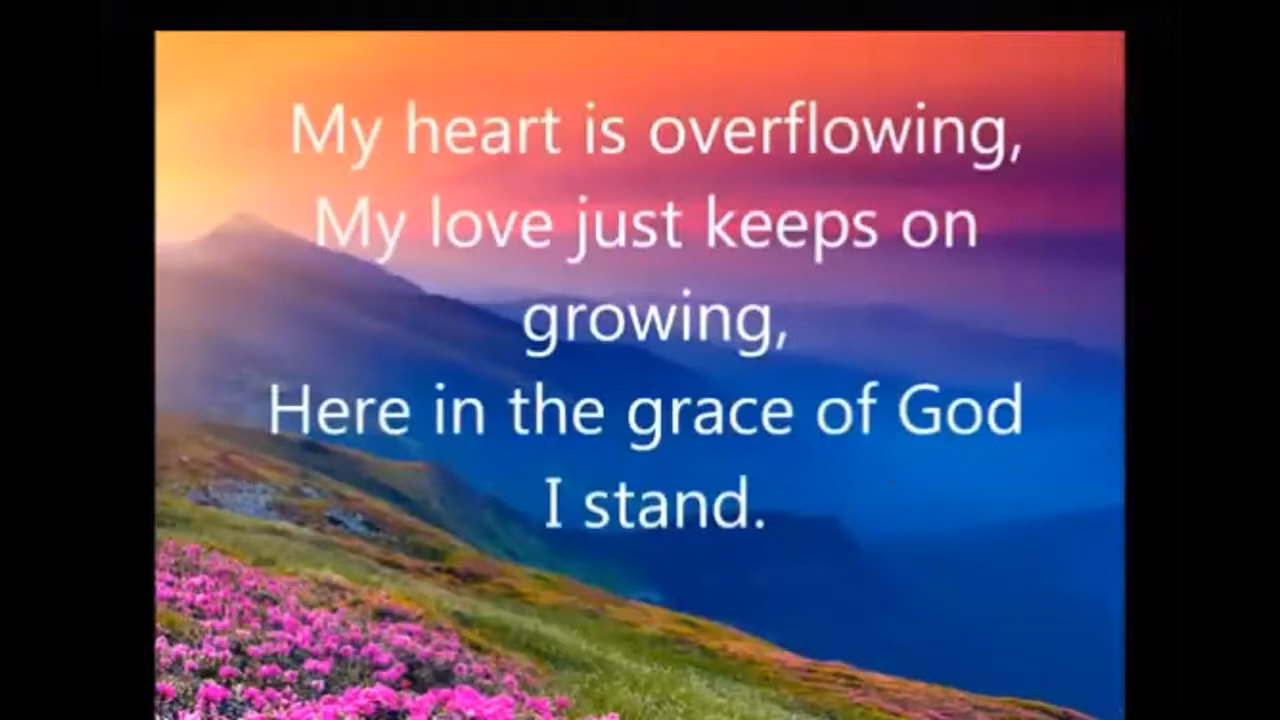 My heart is overflowing,
My love just keeps on
growing,
Here in the grace of God
I stand.